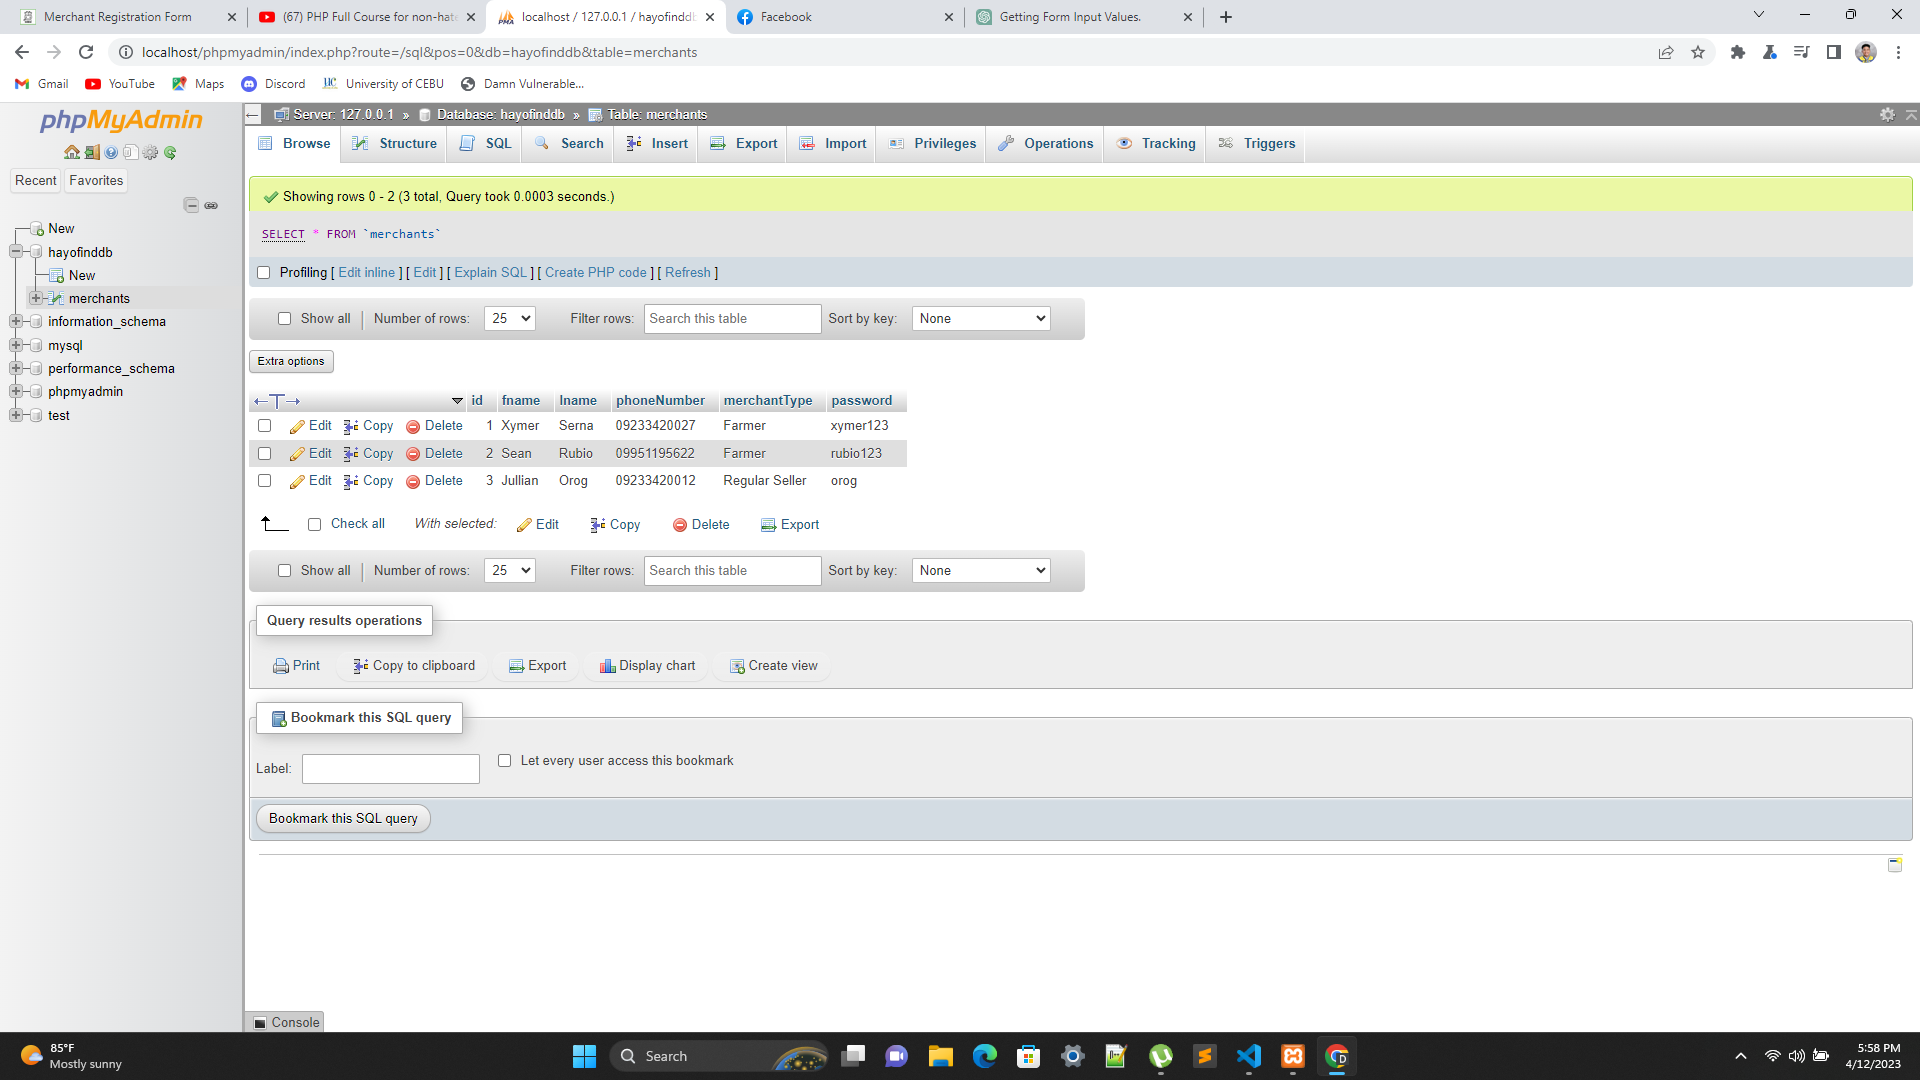 Merchant Registration Form
(67) PHP Full Course for non-hate
localhost / 127.0.0.1 / hayofinddb
Facebook
Getting Form Input Values.
localhost/phpmyadmin/index.php?route=/sql&pos=0&db=hayofinddb&table=merchants
Gmail
YouTube
Maps
Discord
University of CEBU
Damn Vulnerable...
phpMyAdmin
Recent
Favorites
New
hayofinddb
New
merchants
information_schema
mysql
performance_schema
phpmyadmin
test
Server: 127.0.0.1 » Database: hayofinddb » Table: merchants
Browse
Structure
SQL
Search
Insert
Export
Import
Privileges
Operations
Tracking
Triggers
Showing rows 0 - 2 (3 total, Query took 0.0003 seconds.)
SELECT * FROM `merchants`
Profiling [ Edit inline ] [ Edit ] [ Explain SQL ] [ Create PHP code ] [ Refresh ]
Show all | Number of rows: 25 Filter rows: Search this table Sort by key: None
Extra options
id fname lname phoneNumber merchantType password
Edit Copy Delete 1 Xymer Serna 09233420027 Farmer xymer123
Edit Copy Delete 2 Sean Rubio 09951195622 Farmer rubio123
Edit Copy Delete 3 Jullian Orog 09233420012 Regular Seller orog
Check all With selected: Edit Copy Delete Export
Show all | Number of rows: 25 Filter rows: Search this table Sort by key: None
Query results operations
Print Copy to clipboard Export Display chart Create view
Bookmark this SQL query
Label:
Let every user access this bookmark
Bookmark this SQL query
Console
85°F
Mostly sunny
Search
5:58 PM
4/12/2023